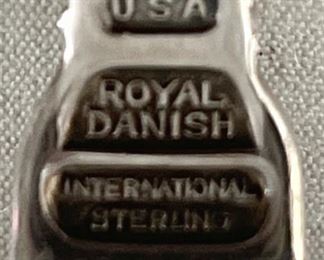 USA
ROYAL
DANISH
INTERNATIONAL
STERLING